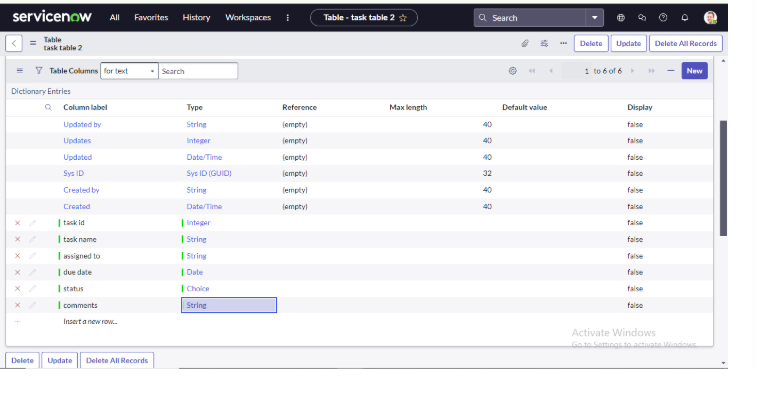 servicenow All Favorites History Workspaces Table - task table 2 Search
Table
task table 2
Delete Update Delete All Records
Table Columns for text Search 1 to 6 of 6 New
Dictionary Entries
Column label Type Reference Max length Default value Display
Updated by String (empty) 40 false
Updates Integer (empty) 40 false
Updated Date/Time (empty) 40 false
Sys ID Sys ID (GUID) (empty) 32 false
Created by String (empty) 40 false
Created Date/Time (empty) 40 false
task id Integer false
task name String false
assigned to String false
due date Date false
status Choice false
comments String false
Insert a new row...
Activate Windows
Go to Settings to activate Windows.
Delete Update Delete All Records